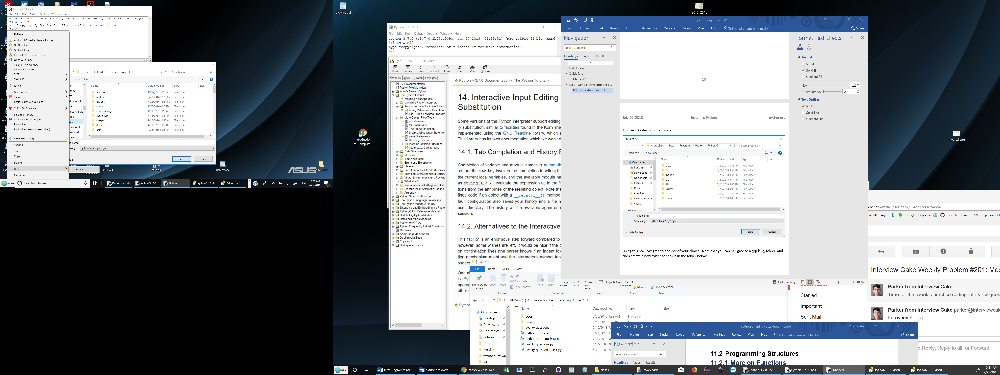 Python 3.7.0 Shell
File Edit Shell Debug Options Window Help
Python 3.7.0 (v3.7.0:1bf9cc5093, Jun 27 2018, 04:59:51) [MSC v.1914 64 bit (AMD6
4)] on win32
Type "copyright", "credits" or "license()" for more information.
>>> 2*2
Ln: 7 Col: 4
Collapse
Add to VLC media player's Playlist
Git GUI Here
Git Bash Here
Play with VLC media player
Open with Code
Open in new window
Pin to Quick access
7-Zip
CRC SHA
IDrive
Give access to
Snagit
Restore previous versions
SUPERAntiSpyware
Include in library
Scan with Malwarebytes
Pin to Start
Pin to Start menu (Classic Shell)
ASUS WebStorage
Send to
Cut
Copy
Delete
New
Properties
Folder
This PC > OS (C:) > Users > raysm >
Search raysm
New folder
Name Date modified Type Size
.anaconda 10/19/2016 11:55 File folder
.android 7/22/2016 12:29 PM File folder
.astropy 7/22/2016 12:44 PM File folder
.conda 10/7/2016 6:00 PM File folder
.condamanager 10/19/2016 11:56 File folder
.continuum 7/14/2017 1:02 PM File folder
.creepy 9/30/2016 11:35 A File folder
.distlib 12/13/2016 10:58 File folder
.dnx 3/24/2016 6:04 PM File folder
le name:
as type: Python files (*.py;*.pyw)
Save Cancel
DISNEY08
bash.exe
SimpleMod...
OLD_STUFF
ASUS
Start
Type here to search
Python 3.7.0 Sh
Python 3.7.0 S...
Untitled
Python 3.7.0 d...
Python 3.7.0 d...
ENG
10:21 AM
7/25/2018
pickdepth.j
2015, 2016
Introduction
to Compute...
mvc_cd.png
Python 3.7.0 Shell
File Edit Shell Debug Options Window Help
Python 3.7.0 (v3.7.0:1bf9cc5093, Jun 27 2018, 04:59:51) [MSC v.1914 64 bit (AMD6
4)] on win32
Type "copyright", "credits" or "license()" for more information.
>>>
Python 3.7.0 documentation
Hide Locate Back Forward Home Font Print Options
Contents Index Search Favorites
3.7.0 Documentation
Python Module Index
What's New in Python
The Python Tutorial
Whetting Your Appetite
Using the Python Interpreter
An Informal Introduction to Python
Using Python as a Calculator
First Steps Towards Program
More Control Flow Tools
if Statements
for Statements
The range() Function
break and continue Statemer
pass Statements
Defining Functions
More on Defining Functions
Intermezzo: Coding Style
Data Structures
Modules
Input and Output
Errors and Exceptions
Classes
Brief Tour of the Standard Library
Brief Tour of the Standard Library
Virtual Environments and Packag
What Now?
Interactive Input Editing and Histo
Floating Point Arithmetic: Issues
Appendix
Python Setup and Usage
The Python Language Reference
The Python Standard Library
Extending and Embedding the Pytho
Python/C API Reference Manual
Distributing Python Modules
Installing Python Modules
Python HOWTOs
Python Frequently Asked Questions
Glossary
About these documents
Dealing with Bugs
Copyright
History and License
Python » 3.7.0 Documentation » The Python Tutorial »
14. Interactive Input Editing
Substitution
Some versions of the Python interpreter support editing
ry substitution, similar to facilities found in the Korn she
implemented using the GNU Readline library, which s
This library has its own documentation which we won't d
14.1. Tab Completion and History E
Completion of variable and module names is automatic
so that the Tab key invokes the completion function; it l
the current local variables, and the available module na
as string.a, it will evaluate the expression up to the fi
tions from the attributes of the resulting object. Note tha
fined code if an object with a __getattr__() method
fault configuration also saves your history into a file n
user directory. The history will be available again duri
session.
14.2. Alternatives to the Interactive
This facility is an enormous step forward compared to
however, some wishes are left: It would be nice if the p
on continuation lines (the parser knows if an indent tok
tion mechanism might use the interpreter's symbol tabl
sugges
One al
is IPyt
ageme
other s
Python
pythonorg.docx - Word
File Home Insert Design Layout References Mailings Review View Help Tell me what you want to do Share
Navigation
Search document
Headings Pages Results
Installation
Quick Test
Method 1:
IDLE – Simple Development a...
IDLE – create a new pytho...
13
July 20, 2018 Installing Python pythonorg
The Save As dialog box appears.
Save As
« AppData > Local > Programs > Python > Python37
Search Python37
Organize New folder
Quick access
Desktop
Downloads
Documents
Pictures
Docs
exercises
twenty_question
VIDEO
OneDrive
Name Date modified Type Size
DLLs 7/21/2018 3:55 PM File folder
Doc 7/21/2018 3:55 PM File folder
include 7/21/2018 3:54 PM File folder
Lib 7/21/2018 3:54 PM File folder
libs 7/21/2018 3:55 PM File folder
Scripts 7/20/2018 9:05 PM File folder
tcl 7/21/2018 3:55 PM File folder
Tools 7/20/2018 9:05 PM File folder
File name:
Save as type: Python files (*.py;*.pyw)
Hide Folders
Save Cancel
Using this box, navigate to a folder of your choice. Note that you can navigate to a top level folder, and
then create a new folder as shown in the folder below:
Page 14 of 14 274 words English (United States) Display Settings 100%
Format Text Effects
Text Fill
No fill
Solid fill
Gradient fill
Color
Transparency 0%
Text Outline
No line
Solid line
Gradient line
class1
File Home Share View
Pin to Quick
access
Copy
Paste
Cut
Copy path
Paste shortcut
Move
to
Copy
to
folder
History
Invert selection
Clipboard Organize New Open Select
USB Drive (E:) > IntroductionToProgramming > class1 >
Quick access
Desktop
Downloads
Documents
Pictures
Docs
exercises
twenty_question
VIDEO
Name Date modified Type Size
Docs 7/23/2018 9:22 AM File folder
exercises 7/19/2018 9:50 PM File folder
twenty_questions 7/19/2018 9:
python-3.7.0.exe 7/24/2018 1:
python-3.7.0-amd64.exe 7/20/2018 9:
twenty_questions.py 5/8/2018 6:0
twenty_questions_basic.py 5/7/2018 9:5
IntroProgrammingNotes.docx - Word
Charles Smith
File Home Insert Design Layout References Mailings Review View Help Tell me what you want to do Share
Navigation
Search document
Headings Pages Results
11.2 Programming Structures
11.2.1 More on Functions
gle.com/mail/u/0/#inbox/164ce17e607546a4
results - rays
Google Hangouts
Search - hecman
Employment
Interview Cake Weekly Problem #201: Mes
Starred
Important
Sent Mail
Parker from Interview Cake
Time for this week's practice coding interview ques
Parker from Interview Cake parker@interviewcak
to raysmith
o Reply, Reply to all, or Forward
Start
IntroProgramming...
pythonorg.docx - ...
Interview Cake Wee...
class1
Downloads
Python 3.7.0 Shell
Python 3.7.0 Shell
Untitled
Python 3.7.0 docu...
Python 3.7.0 docu...
10:21 AM
7/25/2018